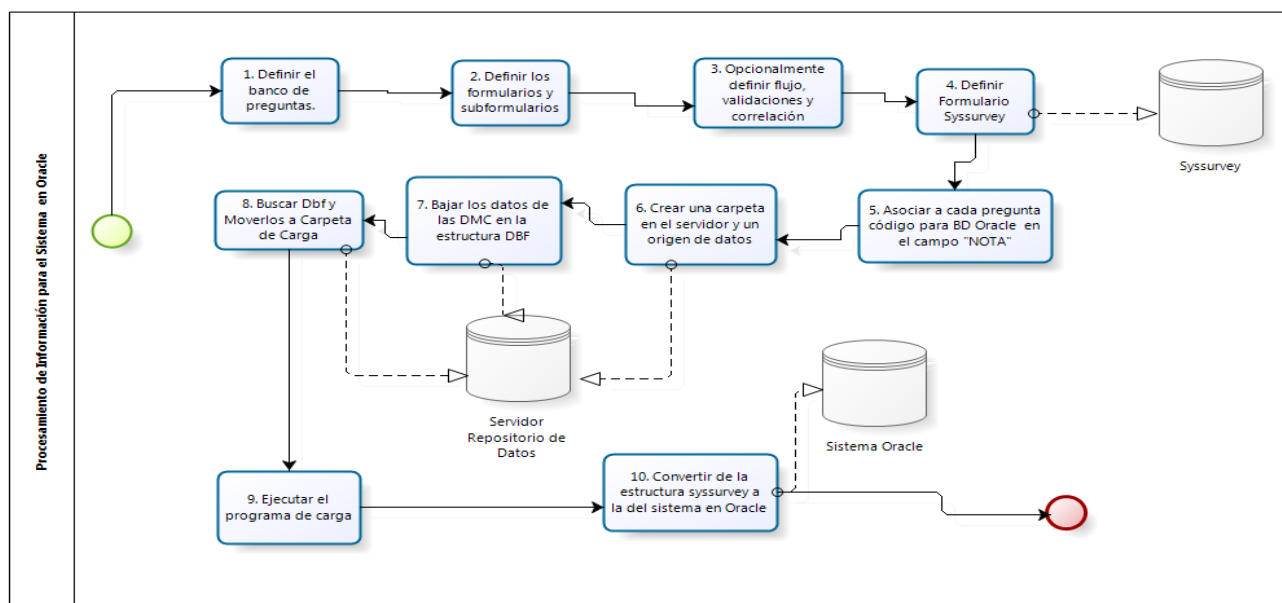 Procesamiento de Información para el Sistema en Oracle
1. Definir el
banco de
preguntas.
2. Definir los
formularios y
subformularios
3. Opcionalmente
definir flujo,
validaciones y
correlación
4. Definir
Formulario
Syssurvey
Syssurvey
8. Buscar Dbf y
Moverlos a Carpeta
de Carga
7. Bajar los datos de
las DMC en la
estructura DBF
6. Crear una carpeta
en el servidor y un
origen de datos
5. Asociar a cada pregunta
código para BD Oracle en
el campo "NOTA"
Servidor
Repositorio de
Datos
Sistema Oracle
9. Ejecutar el
programa de carga
10. Convertir de la
estructura syssurvey a
la del sistema en Oracle